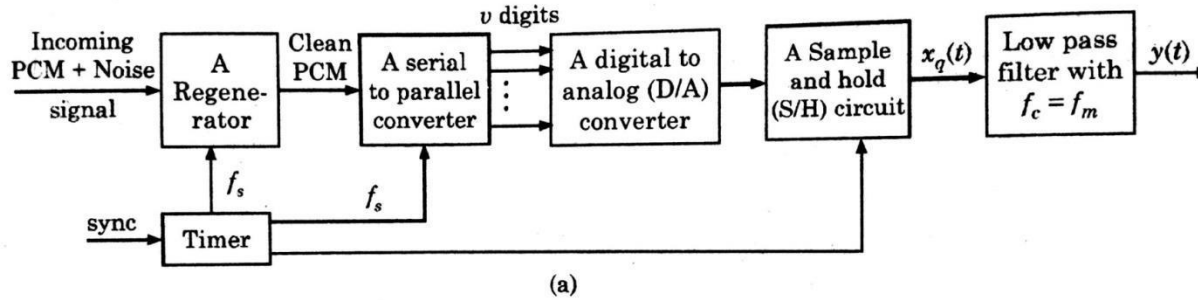 v digits
Incoming
PCM + Noise
signal
A
Regene-
rator
Clean
PCM
A serial
to parallel
converter
A digital to
analog (D/A)
converter
A Sample
and hold
(S/H) circuit
x_q(t)
Low pass
filter with
f_c = f_m
y(t)
f_s
f_s
sync
Timer
(a)